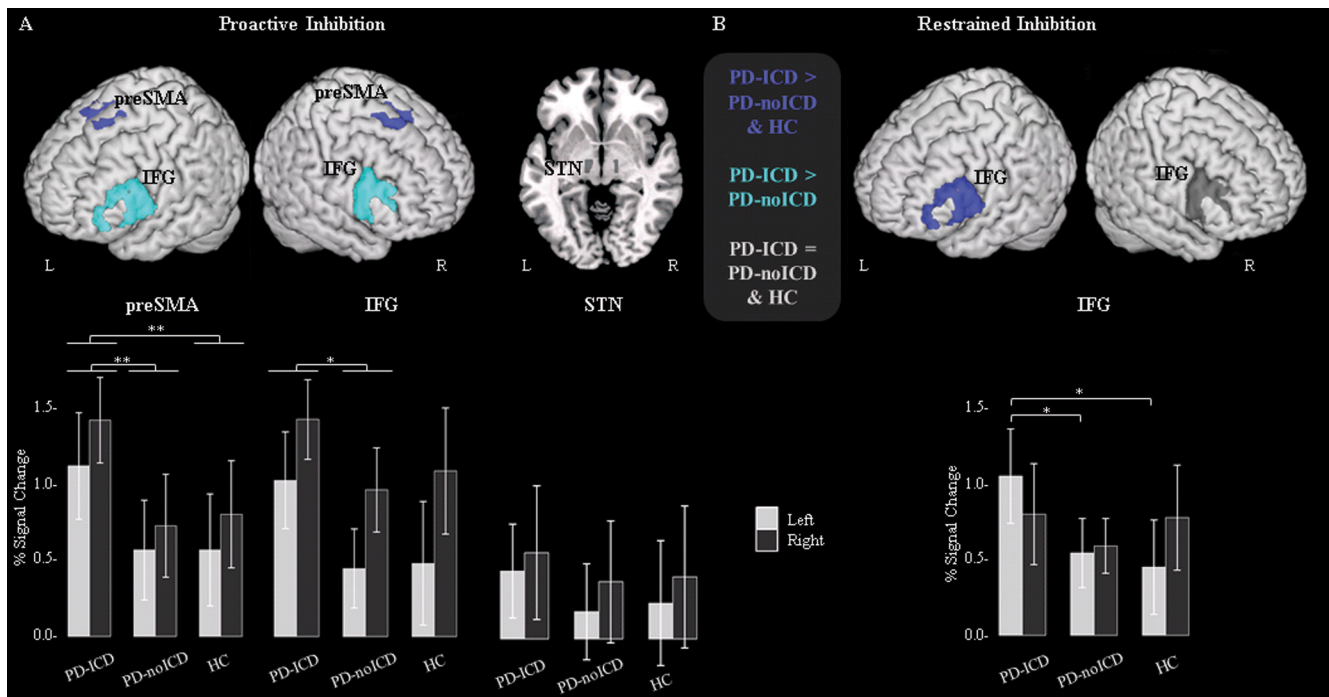 A
Proactive Inhibition
B
Restrained Inhibition
preSMA
preSMA
IFG
IFG
STN
PD-ICD >
PD-noICD
& HC
PD-ICD >
PD-noICD
PD-ICD =
PD-noICD
& HC
IFG
IFG
L
R
L
R
L
R
preSMA
IFG
STN
IFG
**
**
*
*
*
% Signal Change
1.5-
1.0-
0.5-
0.0-
PD-ICD
PD-noICD
HC
PD-ICD
PD-noICD
HC
PD-ICD
PD-noICD
HC
Left
Right
% Signal Change
1.5-
1.0-
0.5-
0.0-
PD-ICD
PD-noICD
HC